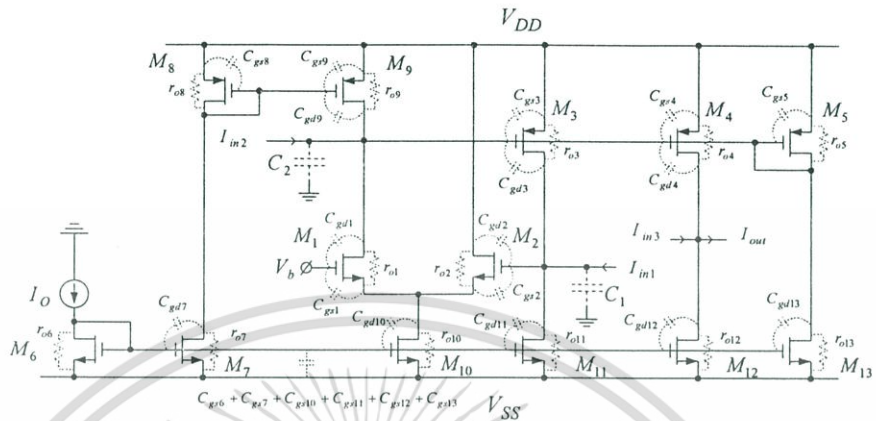 V_DD
M_8 C_gs8 C_gs9 M_9
r_o8 r_o9
C_gd9
C_gs3 M_3 C_gs4 M_4 C_gs5 M_5
I_in2
C_2
r_o3 r_o4 r_o5
C_gd3 C_gd4
C_gd1 C_gd2
M_1 M_2
V_b r_o1 r_o2
I_in3 I_out
I_in1
C_gs1 C_gs2 C_1
I_O
C_gd7 C_gd10 C_gd11 C_gd12 C_gd13
r_o6 r_o7 r_o10 r_o11 r_o12 r_o13
M_6 M_7 M_10 M_11 M_12 M_13
C_gs6 + C_gs7 + C_gs10 + C_gs11 + C_gs12 + C_gs13
V_SS